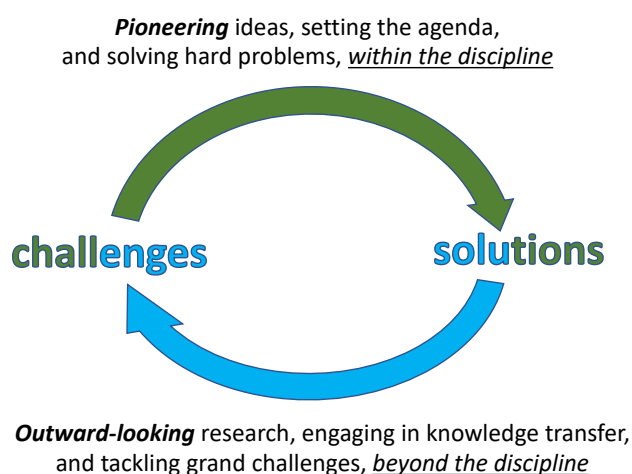 Pioneering ideas, setting the agenda,
and solving hard problems, within the discipline
challenges
solutions
Outward-looking research, engaging in knowledge transfer,
and tackling grand challenges, beyond the discipline